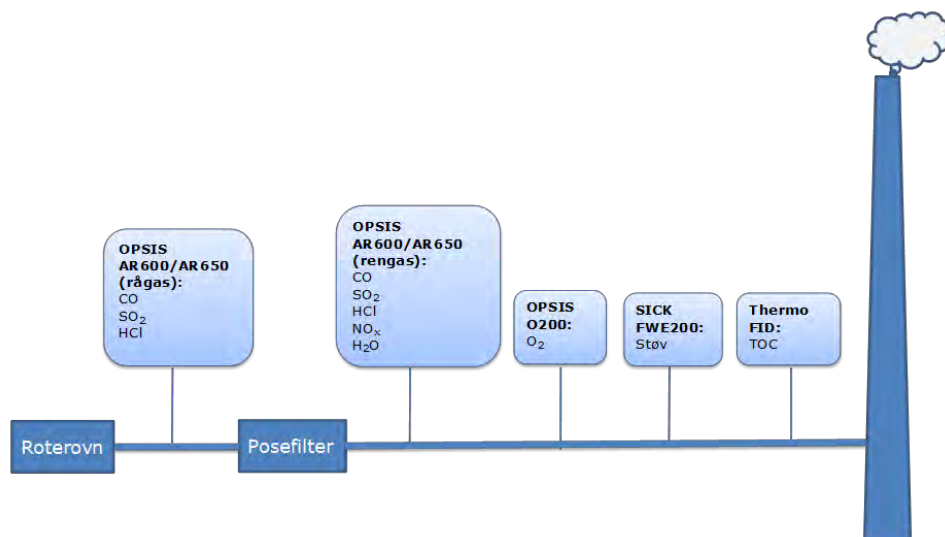 OPSIS
AR600/AR650
(rågas):
CO
SO₂
HCl
OPSIS
AR600/AR650
(rengas):
CO
SO₂
HCl
NOₓ
H₂O
OPSIS
O200:
O₂
SICK
FWE200:
Støv
Thermo
FID:
TOC
Roterovn
Posefilter